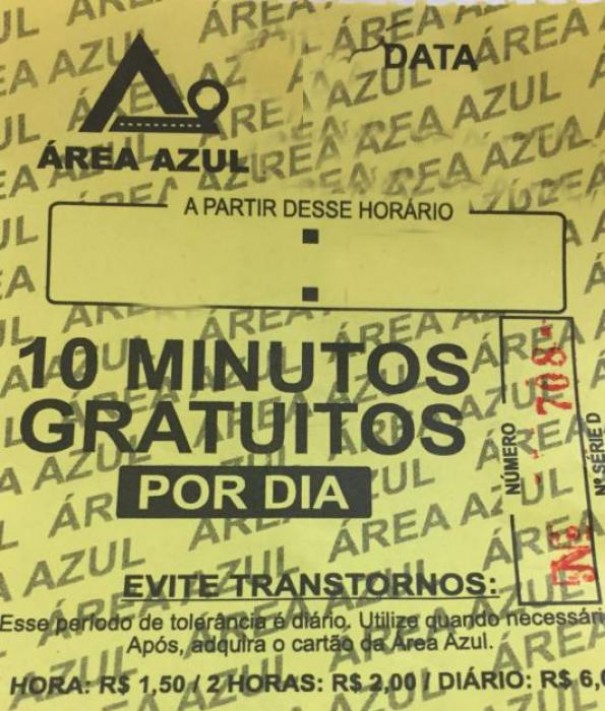 ÁREA AZUL
DATA
A PARTIR DESSE HORÁRIO
:
10 MINUTOS
GRATUITOS
POR DIA
NÚMERO
708
Nº SÉRIE D
EVITE TRANSTORNOS:
Esse período de tolerância é diário. Utilize quando necessári
Após, adquira o cartão da Área Azul.
HORA: R$ 1,50 / 2 HORAS: R$ 2,00 / DIÁRIO: R$ 6,